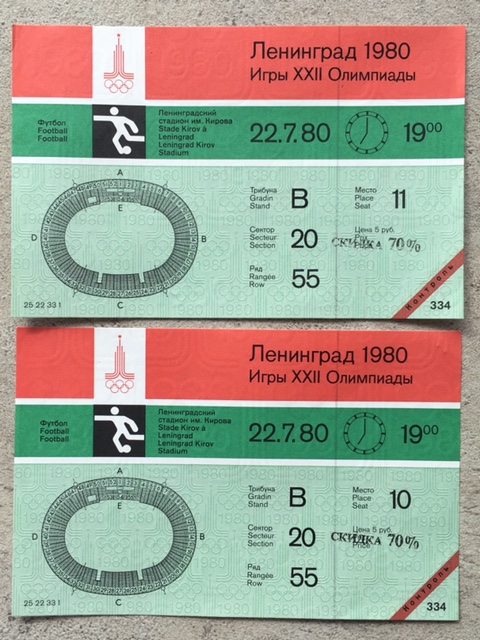 Ленинград 1980
Игры XXII Олимпиады
Футбол
Football
Football
Ленинградский
стадион им. Кирова
Stade Kirov à
Leningrad
Leningrad Kirov
Stadium
22.7.80
19⁰⁰
A
E
D
B
C
Трибуна
Gradin
Stand
B
Место
Place
Seat
11
Сектор
Secteur
Section
20
Цена 5 руб.
СКИДКА 70%
Ряд
Rangée
Row
55
25 22 33 1
Контроль
334
Ленинград 1980
Игры XXII Олимпиады
Футбол
Football
Football
Ленинградский
стадион им. Кирова
Stade Kirov à
Leningrad
Leningrad Kirov
Stadium
22.7.80
19⁰⁰
A
E
D
B
C
Трибуна
Gradin
Stand
B
Место
Place
Seat
10
Сектор
Secteur
Section
20
Цена 5 руб.
СКИДКА 70%
Price
Ряд
Rangée
Row
55
25 22 33 1
Контроль
334